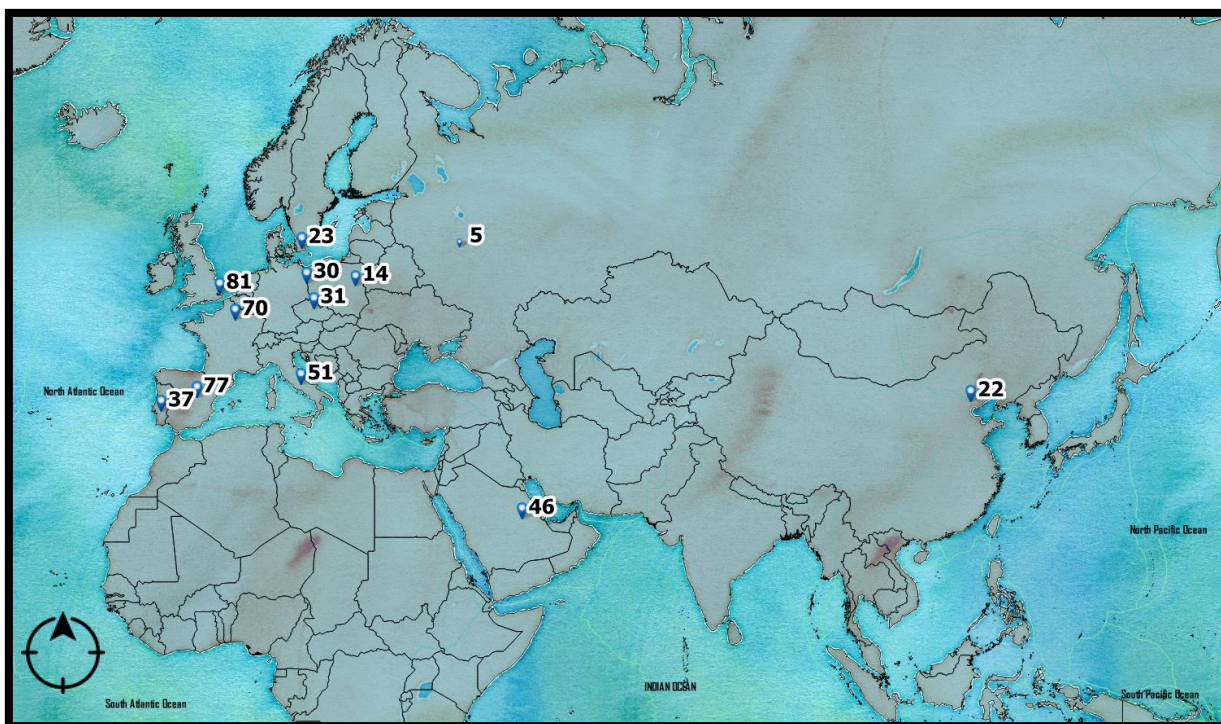 23
5
30
14
81
31
70
51
77
37
North Atlantic Ocean
22
46
North Pacific Ocean
INDIAN OCEAN
South Pacific Ocean
South Atlantic Ocean